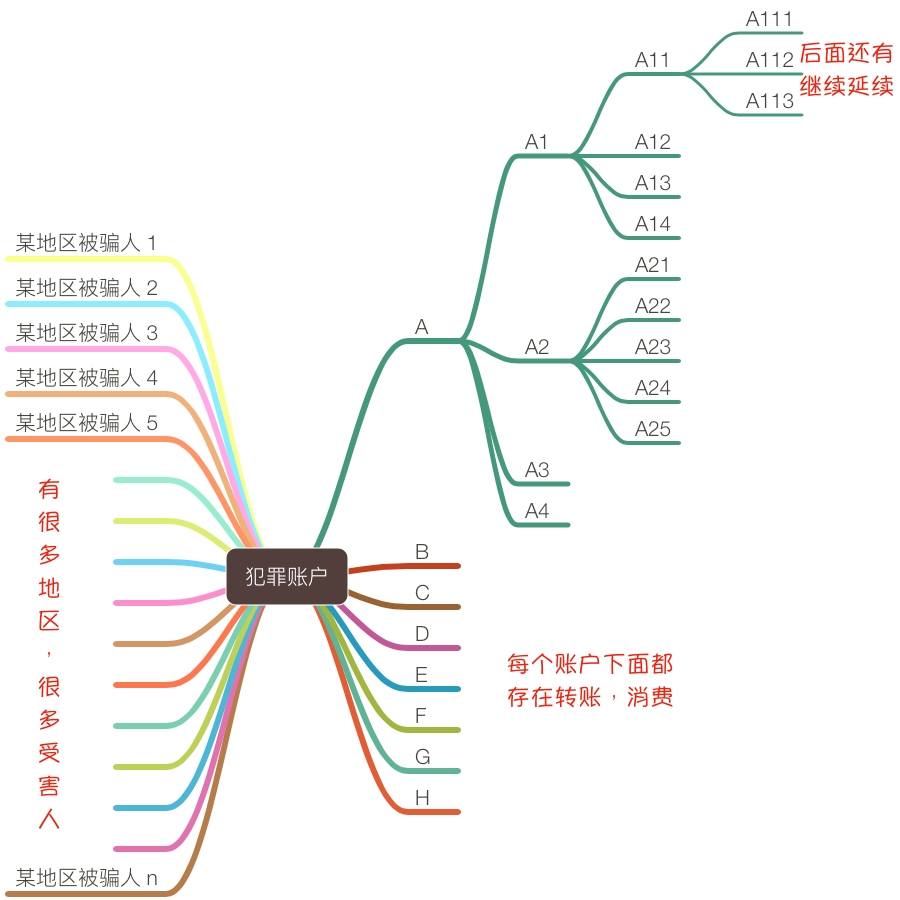 某地区被骗人 1
某地区被骗人 2
某地区被骗人 3
某地区被骗人 4
某地区被骗人 5
有
很
多
地
区
，
很
多
受
害
人
某地区被骗人 n
犯罪账户
A
A1
A11
A111
A112
A113
后面还有
继续延续
A12
A13
A14
A2
A21
A22
A23
A24
A25
A3
A4
B
C
D
E
F
G
H
每个账户下面都
存在转账，消费